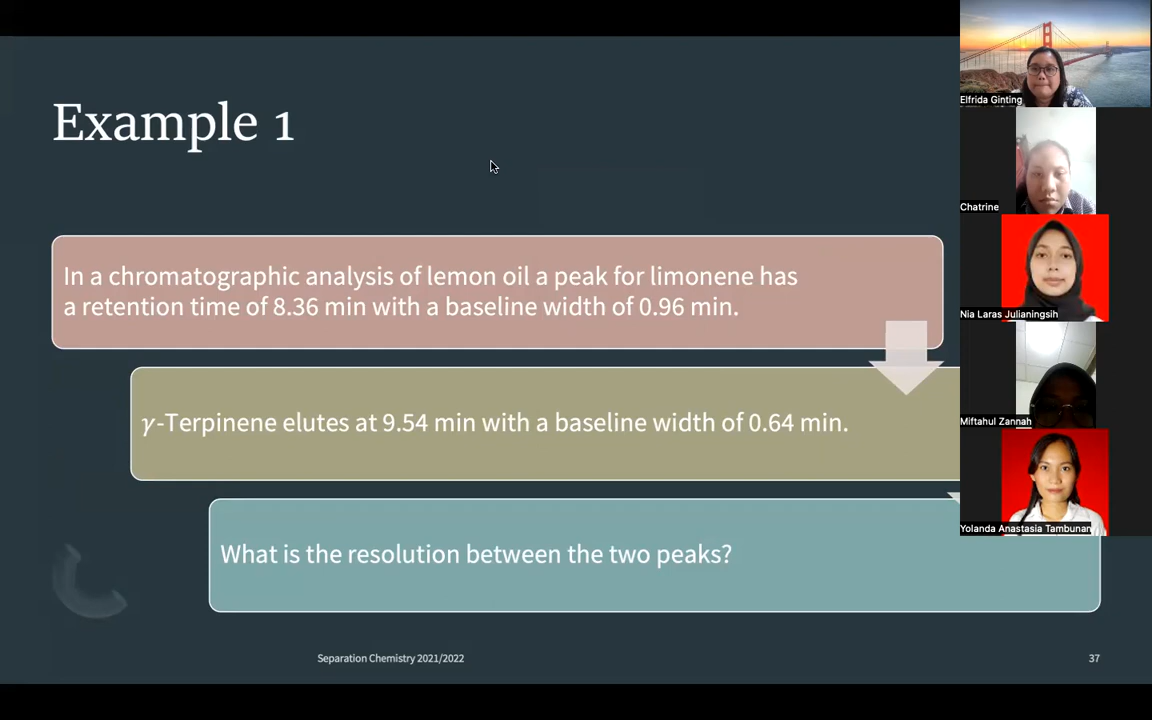 Example 1
In a chromatographic analysis of lemon oil a peak for limonene has
a retention time of 8.36 min with a baseline width of 0.96 min.
γ-Terpinene elutes at 9.54 min with a baseline width of 0.64 min.
What is the resolution between the two peaks?
Separation Chemistry 2021/2022
37
Elfrida Ginting
Chatrine
Nia Laras Julianingsih
Miftahul Zannah
Yolanda Anastasia Tambunan